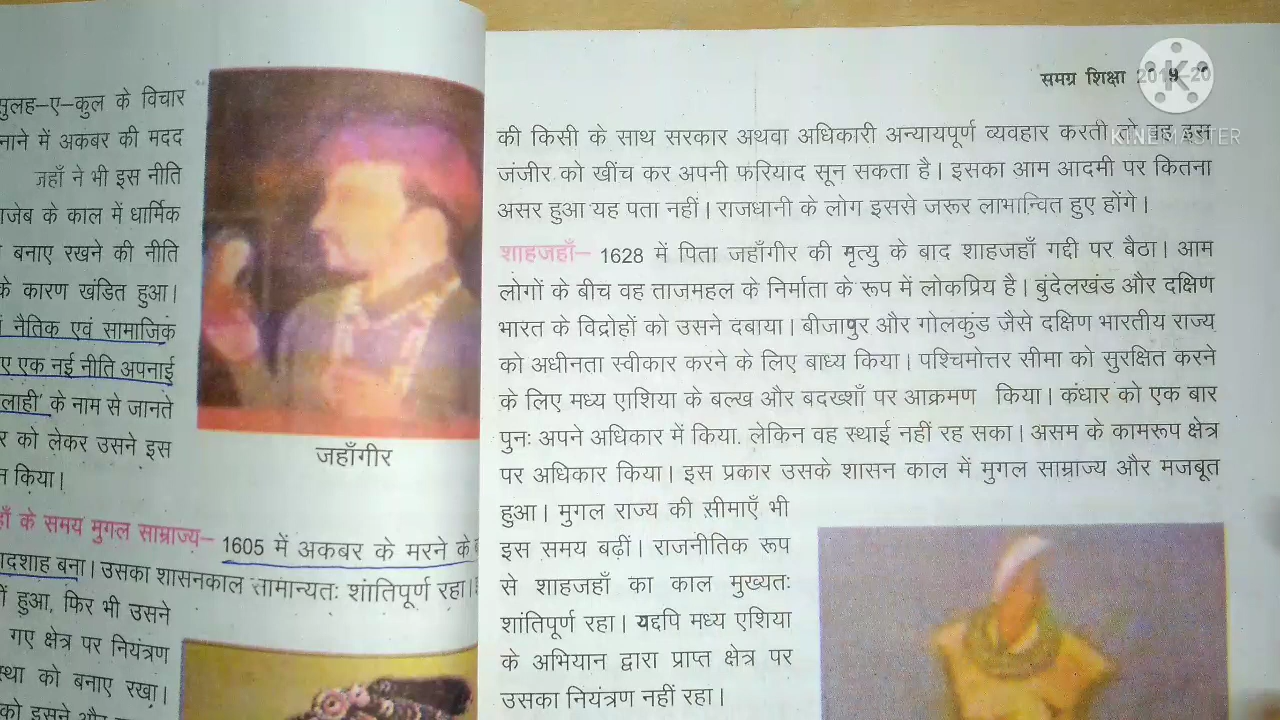 सुलह–ए–कुल के विचार
नाने में अकबर की मदद
जहाँ ने भी इस नीति
के काल में धार्मिक
बनाए रखने की नीति
के कारण खंडित हुआ।
नैतिक एवं सामाजिक
एक नई नीति अपनाई
लाही' के नाम से जानते
को लेकर उसने इस
किया।
जहाँगीर
के समय मुगल साम्राज्य– 1605 में अकबर के मरने के
बना। उसका शासनकाल सामान्यतः शांतिपूर्ण रहा।
हुआ, फिर भी उसने
गए क्षेत्र पर नियंत्रण
को बनाए रखा।
समग्र शिक्षा 2019–20
KINEMASTER
की किसी के साथ सरकार अथवा अधिकारी अन्यायपूर्ण व्यवहार करती तो वह इस
जंजीर को खींच कर अपनी फरियाद सून सकता है। इसका आम आदमी पर कितना
असर हुआ यह पता नहीं। राजधानी के लोग इससे जरूर लाभान्वित हुए होंगे।
शाहजहाँ– 1628 में पिता जहाँगीर की मृत्यु के बाद शाहजहाँ गद्दी पर बैठा। आम
लोगों के बीच वह ताजमहल के निर्माता के रूप में लोकप्रिय है। बुंदेलखंड और दक्षिण
भारत के विद्रोहों को उसने दबाया। बीजापुर और गोलकुंड जैसे दक्षिण भारतीय राज्य
को अधीनता स्वीकार करने के लिए बाध्य किया। पश्चिमोत्तर सीमा को सुरक्षित करने
के लिए मध्य एाशिया के बल्ख और बदख्शाँ पर आक्रमण किया। कंधार को एक बार
पुनः अपने अधिकार में किया. लेकिन वह स्थाई नहीं रह सका। असम के कामरूप क्षेत्र
पर अधिकार किया। इस प्रकार उसके शासन काल में मुगल साम्राज्य और मजबूत
हुआ। मुगल राज्य की सीमाएँ भी
इस समय बढ़ीं। राजनीतिक रूप
से शाहजहाँ का काल मुख्यतः
शांतिपूर्ण रहा। यद्दपि मध्य एशिया
के अभियान द्वारा प्राप्त क्षेत्र पर
उसका नियंत्रण नहीं रहा।